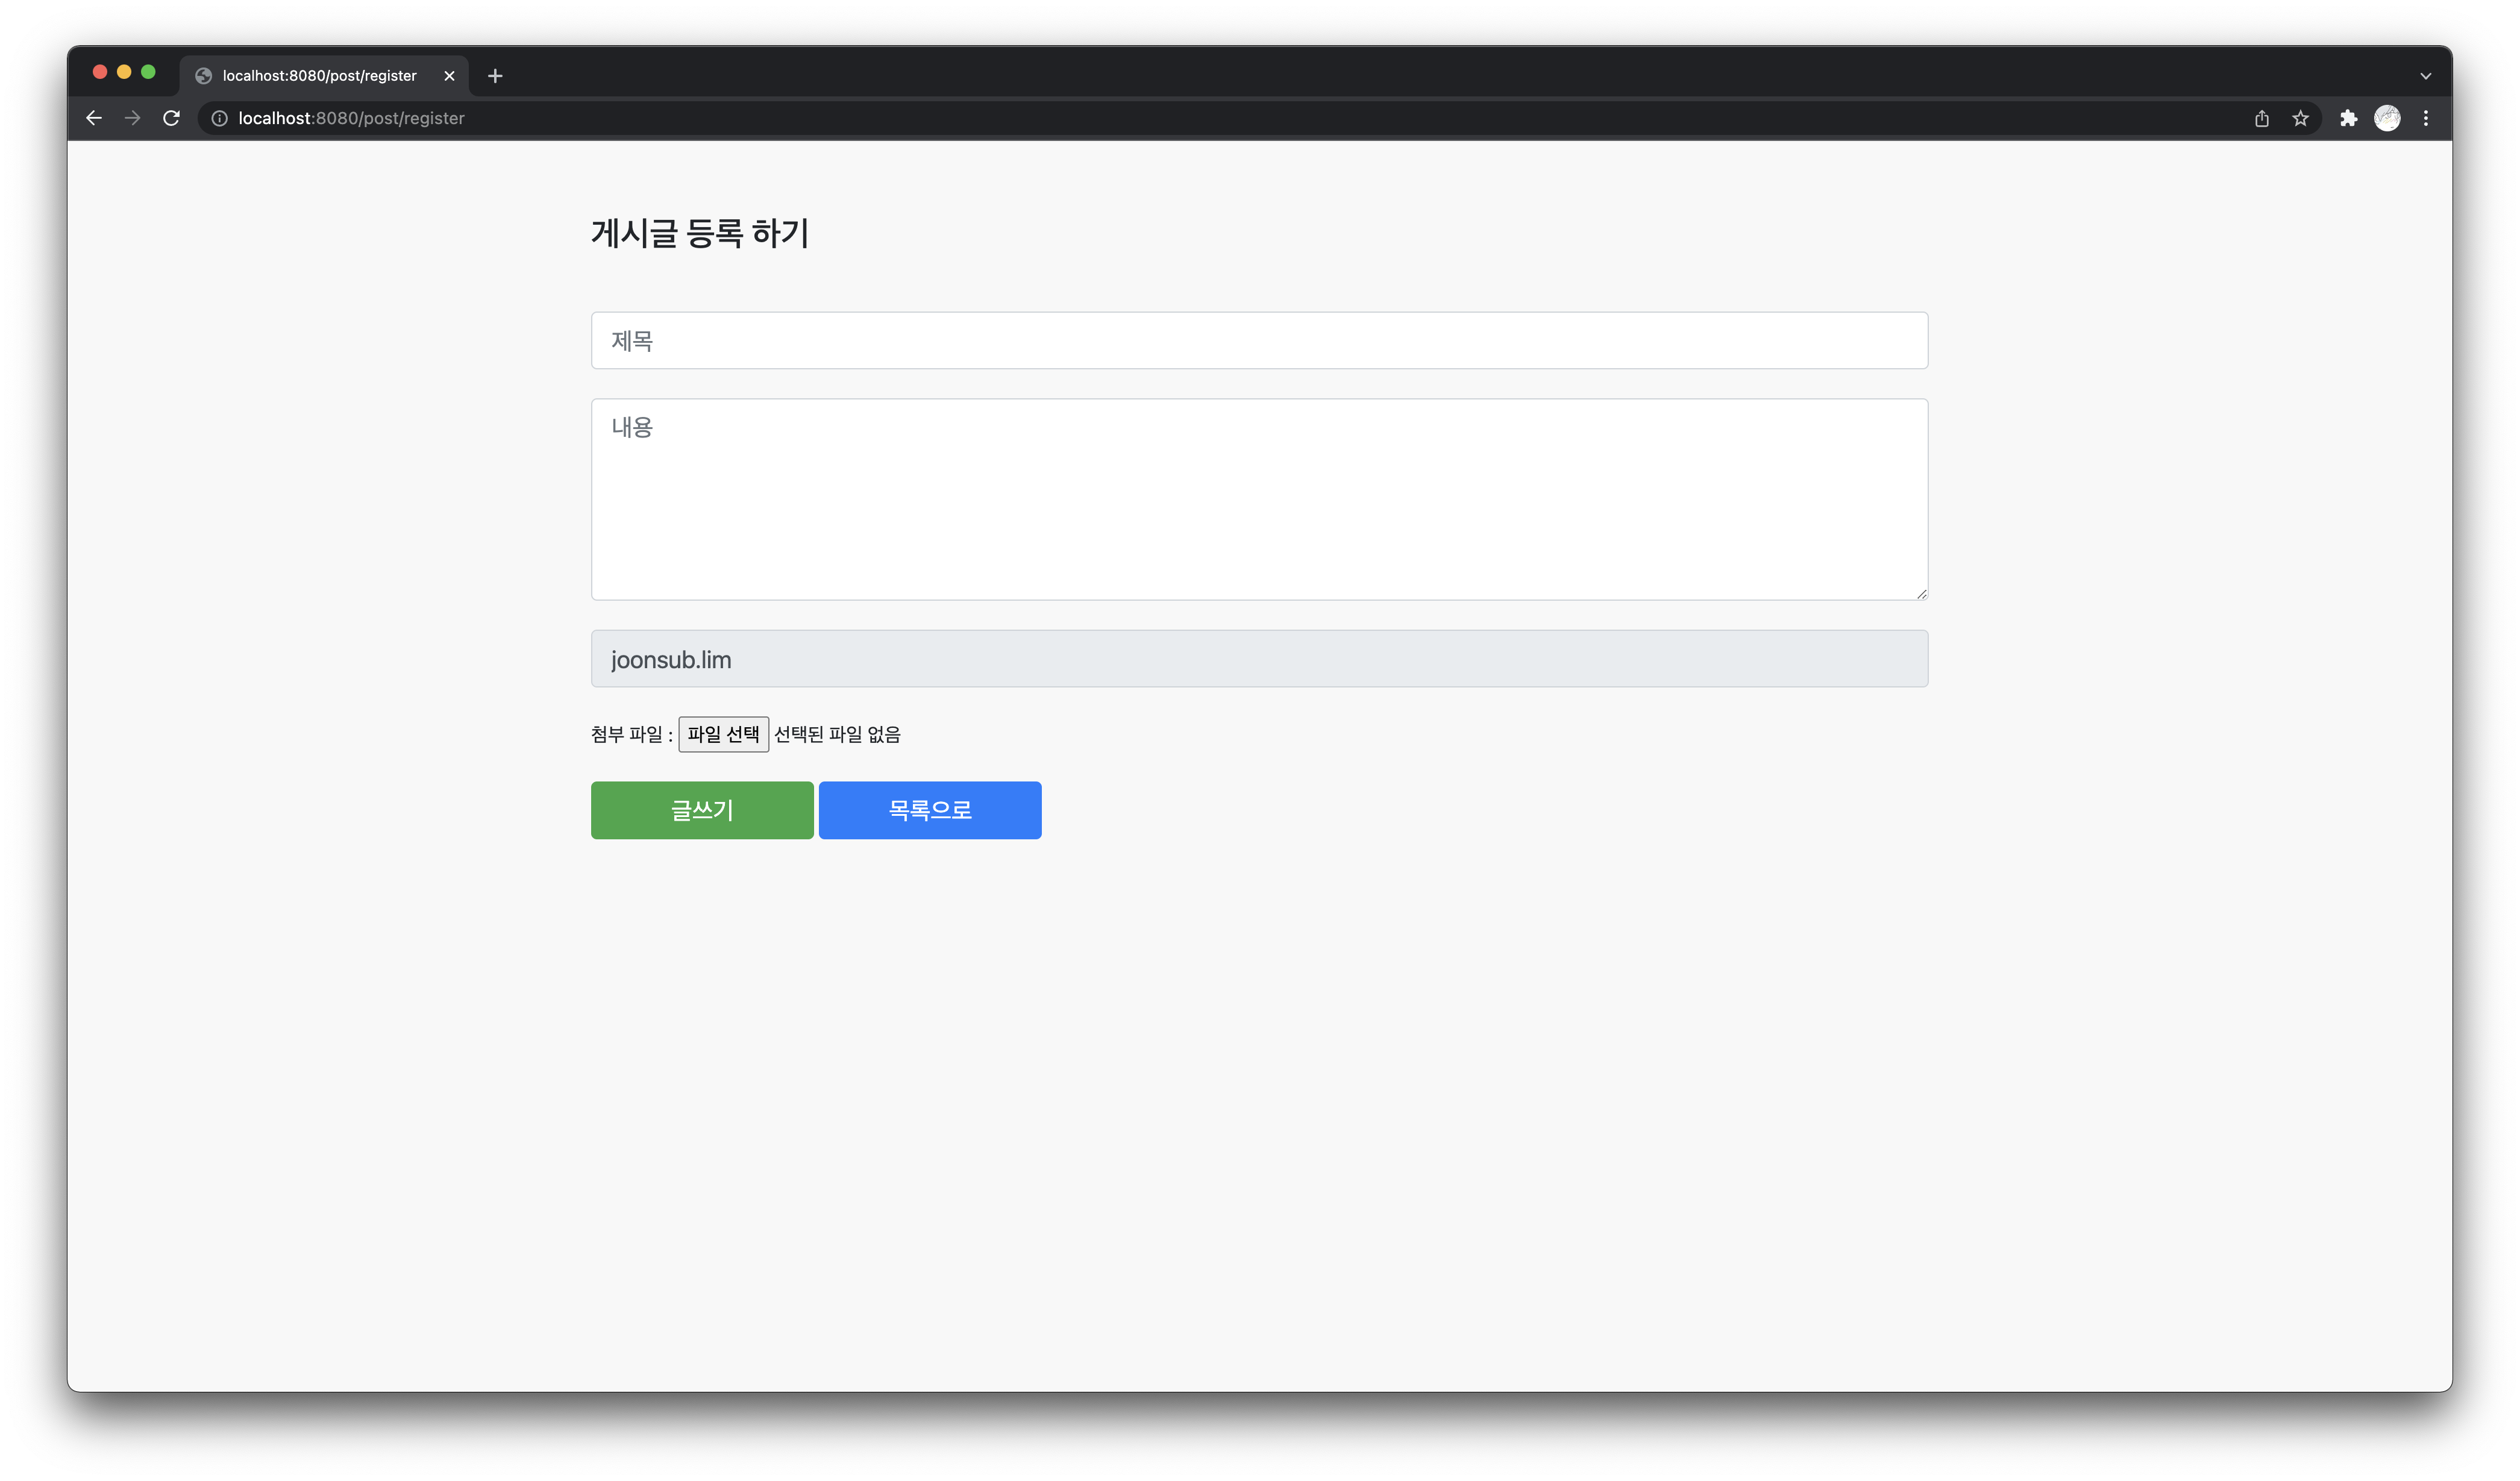 localhost:8080/post/register
localhost:8080/post/register
게시글 등록 하기
제목
내용
joonsub.lim
첨부 파일 : 파일 선택 선택된 파일 없음
글쓰기 목록으로